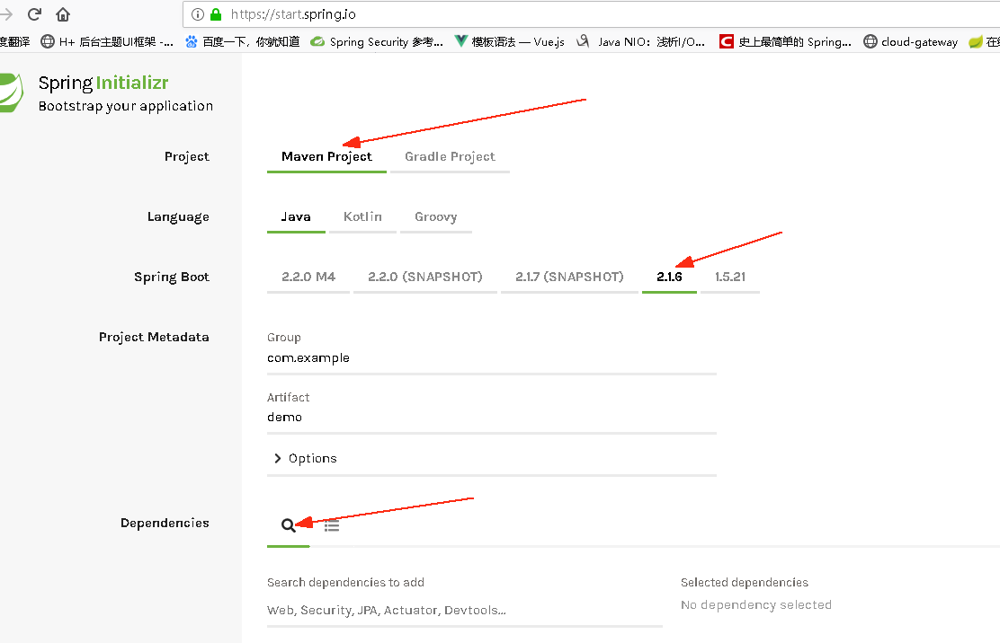 https://start.spring.io
度翻译 H+ 后台主题UI框架 -... 百度一下，你就知道 Spring Security 参考... 模板语法 — Vue.js Java NIO：浅析I/O... 史上最简单的 Spring... cloud-gateway 在线
Spring Initializr
Bootstrap your application
Project Maven Project Gradle Project
Language Java Kotlin Groovy
Spring Boot 2.2.0 M4 2.2.0 (SNAPSHOT) 2.1.7 (SNAPSHOT) 2.1.6 1.5.21
Project Metadata Group
com.example
Artifact
demo
Options
Dependencies
Search dependencies to add Selected dependencies
Web, Security, JPA, Actuator, Devtools... No dependency selected